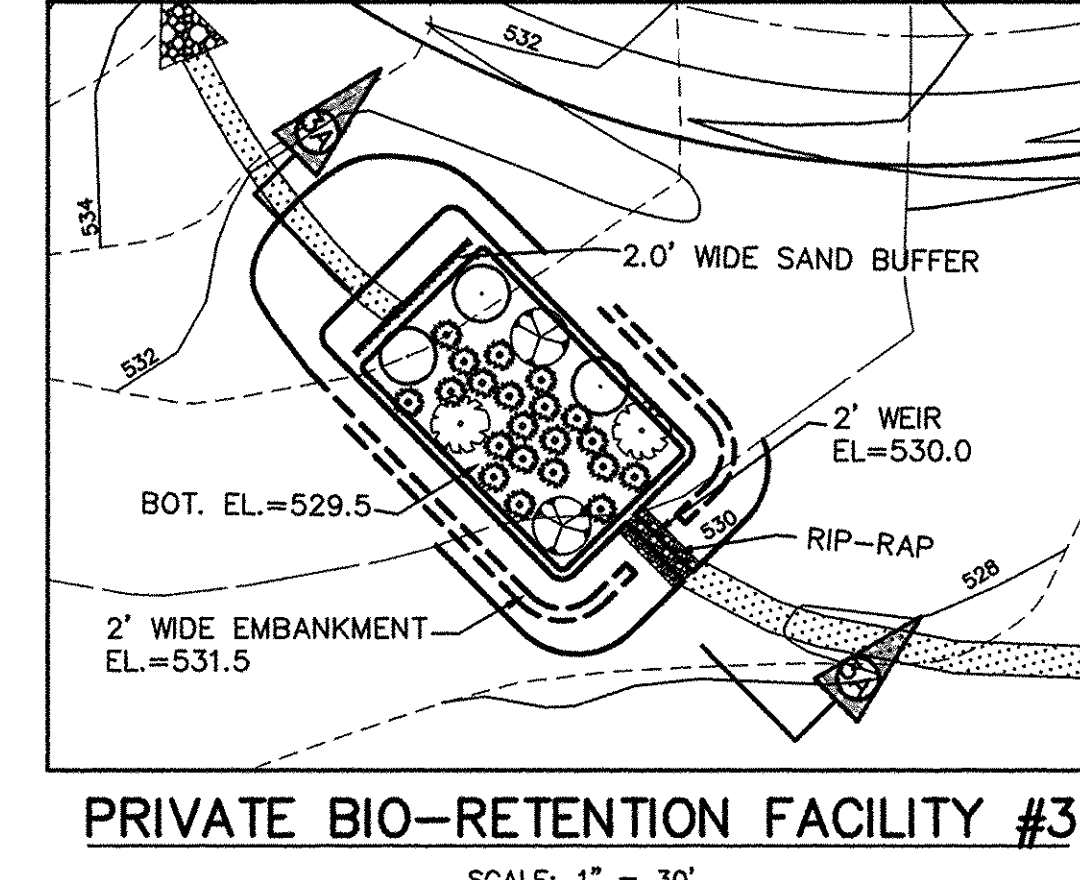 532
534
2.0' WIDE SAND BUFFER
532
2' WEIR
EL=530.0
BOT. EL.=529.5
530
RIP-RAP
528
2' WIDE EMBANKMENT
EL.=531.5
PRIVATE BIO-RETENTION FACILITY #3
SCALE: 1" = 30'